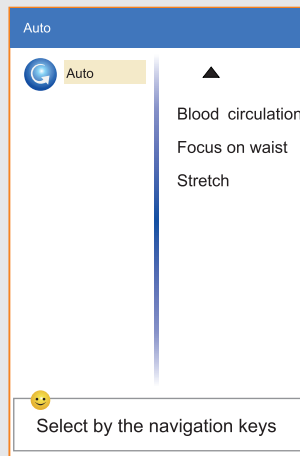 Auto
Auto
Blood circulation
Focus on waist
Stretch
Select by the navigation keys